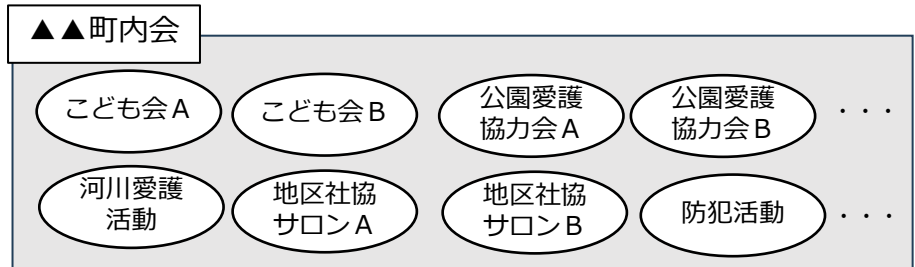 ▲▲町内会
こども会A
こども会B
公園愛護
協力会A
公園愛護
協力会B
・・・
河川愛護
活動
地区社協
サロンA
地区社協
サロンB
防犯活動
・・・